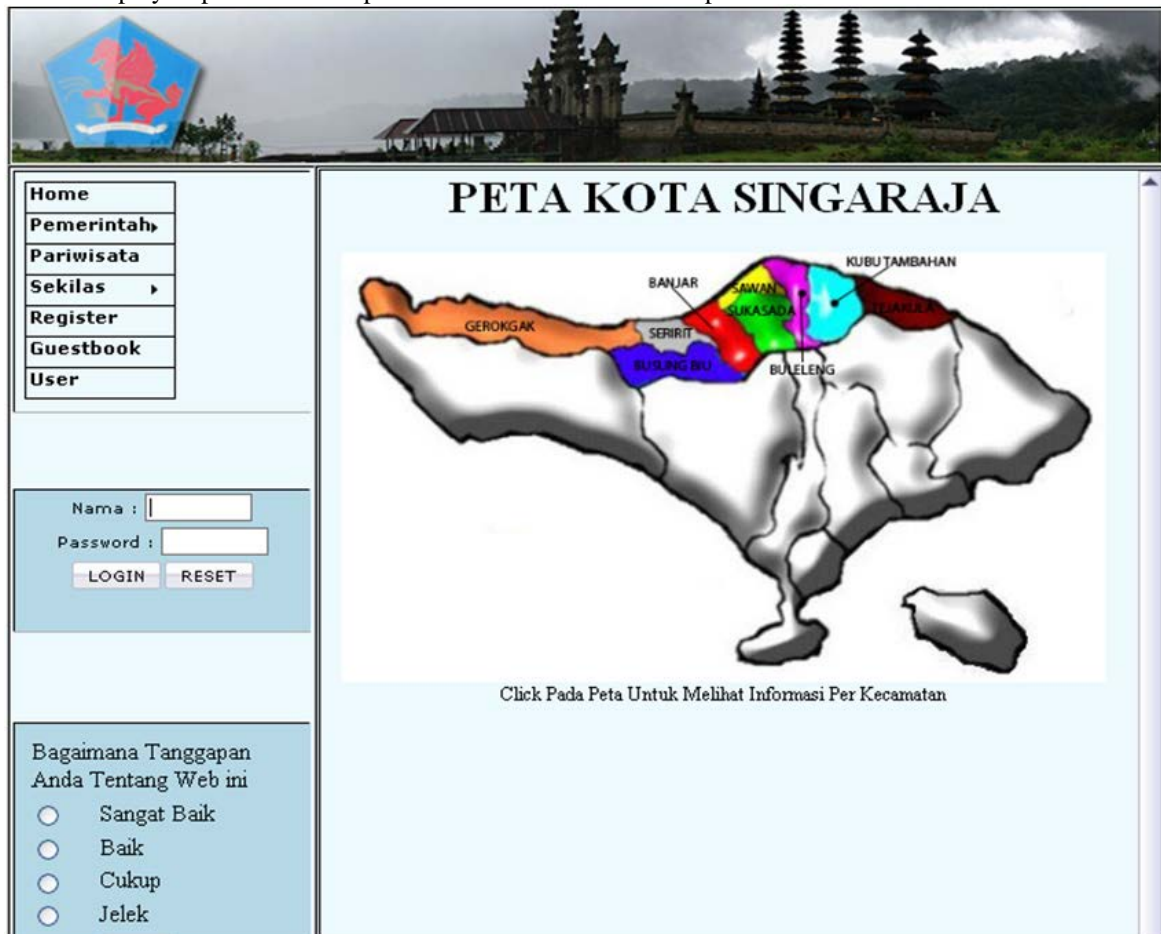 Home
Pemerintah
Pariwisata
Sekilas
Register
Guestbook
User
Nama :
Password :
LOGIN RESET
Bagaimana Tanggapan
Anda Tentang Web ini
Sangat Baik
Baik
Cukup
Jelek
PETA KOTA SINGARAJA
KUBU TAMBAHAN
BANJAR
SAWAN
SUKASADA
TEJAKULA
GEROKGAK
SERIRIT
BUSUNG BIU
BULELENG
Click Pada Peta Untuk Melihat Informasi Per Kecamatan